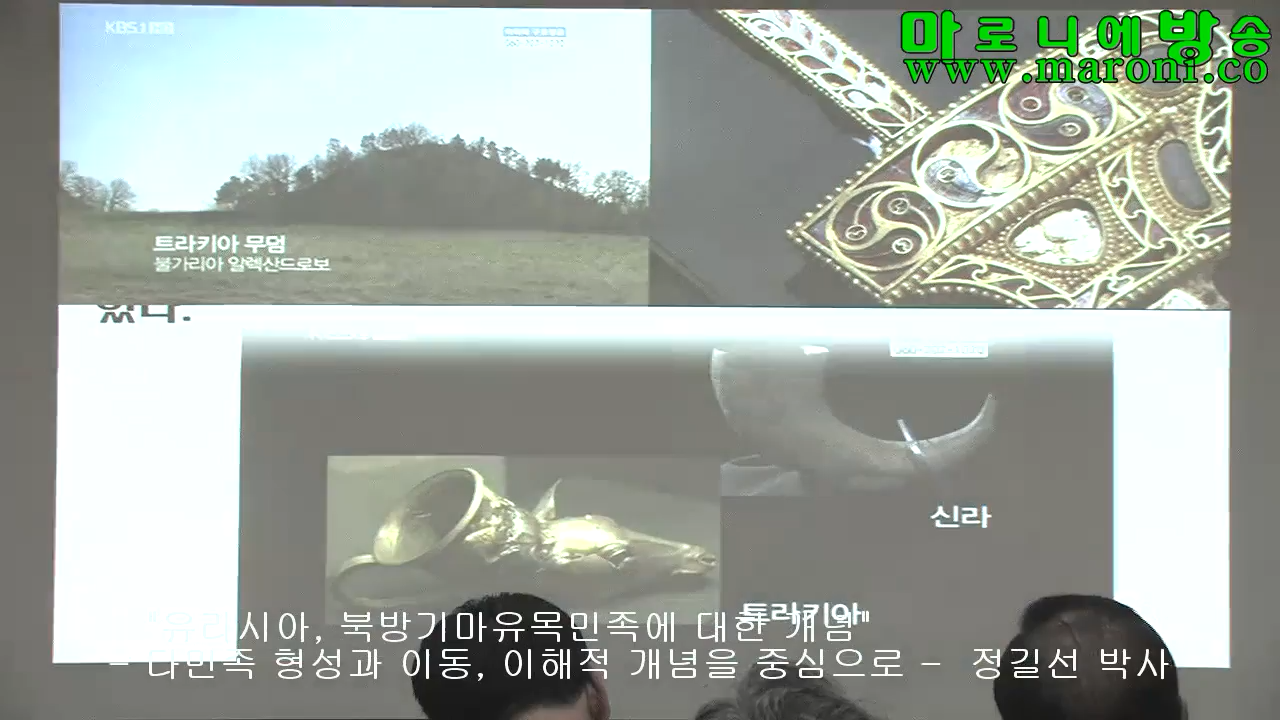 KBS1
마로니에방송
www.maroni.co
트라키아 무덤
불가리아 알렉산드로보
있다.
신라
트라키아
"유라시아, 북방기마유목민족에 대한 개념"
- 다민족 형성과 이동, 이해적 개념을 중심으로 - 정길선 박사